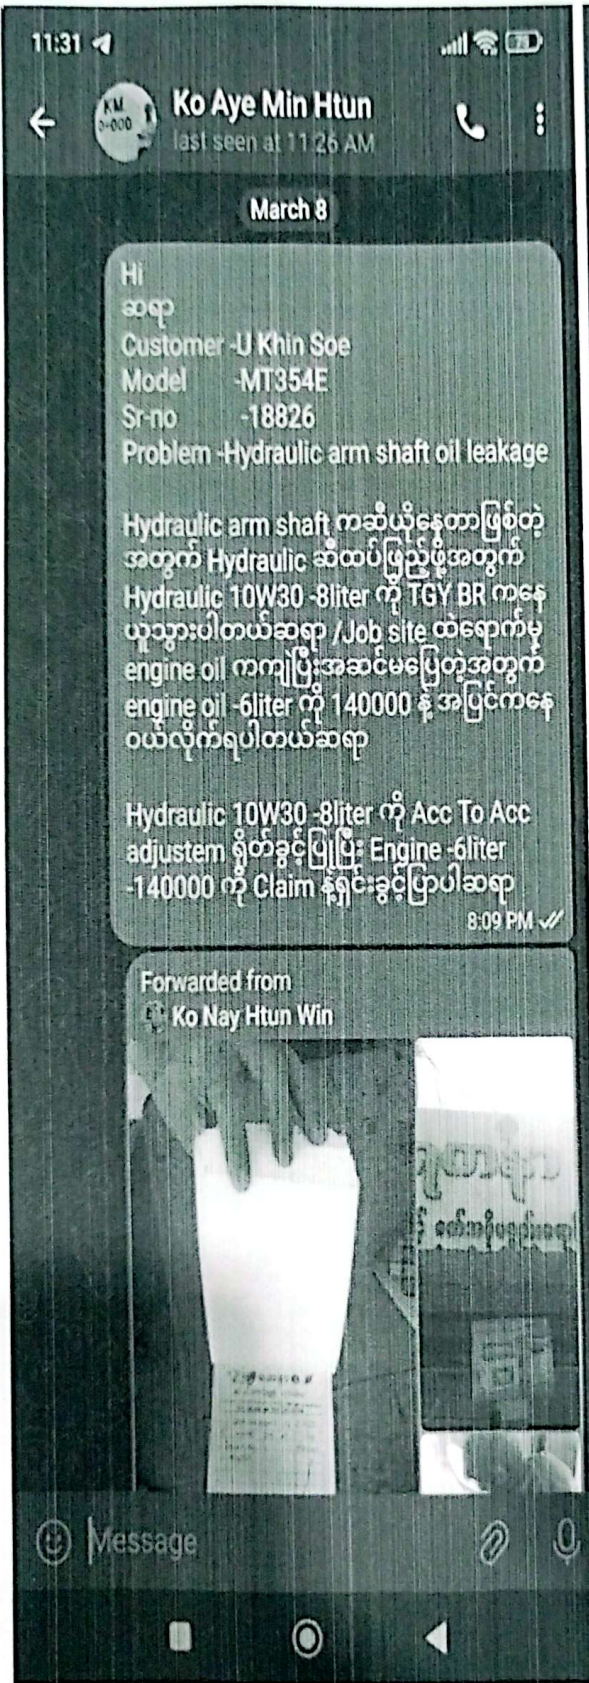 11:31
Ko Aye Min Htun
last seen at 11:26 AM
March 8
Hi
ဆရာ
Customer -U Khin Soe
Model -MT354E
Sr-no -18826
Problem -Hydraulic arm shaft oil leakage
Hydraulic arm shaft ကဆီယိုနေတာဖြစ်တဲ့
အတွက် Hydraulic ဆီထပ်ဖြည့်ဖို့အတွက်
Hydraulic 10W30 -8liter ကို TGY BR ကနေ
ယူသွားပါတယ်ဆရာ /Job site ထဲရောက်မှ
engine oil ကကျဲပြီးအဆင်မပြေတဲ့အတွက်
engine oil -6liter ကို 140000 နဲ့ အပြင်ကနေ
ဝယ်လိုက်ရပါတယ်ဆရာ
Hydraulic 10W30 -8liter ကို Acc To Acc
adjustem ရိုတ်ခွင့်ပြုပြီး Engine -6liter
-140000 ကို Claim နဲ့ရှင်းခွင့်ပြာပါဆရာ
8:09 PM
Forwarded from
Ko Nay Htun Win
Message